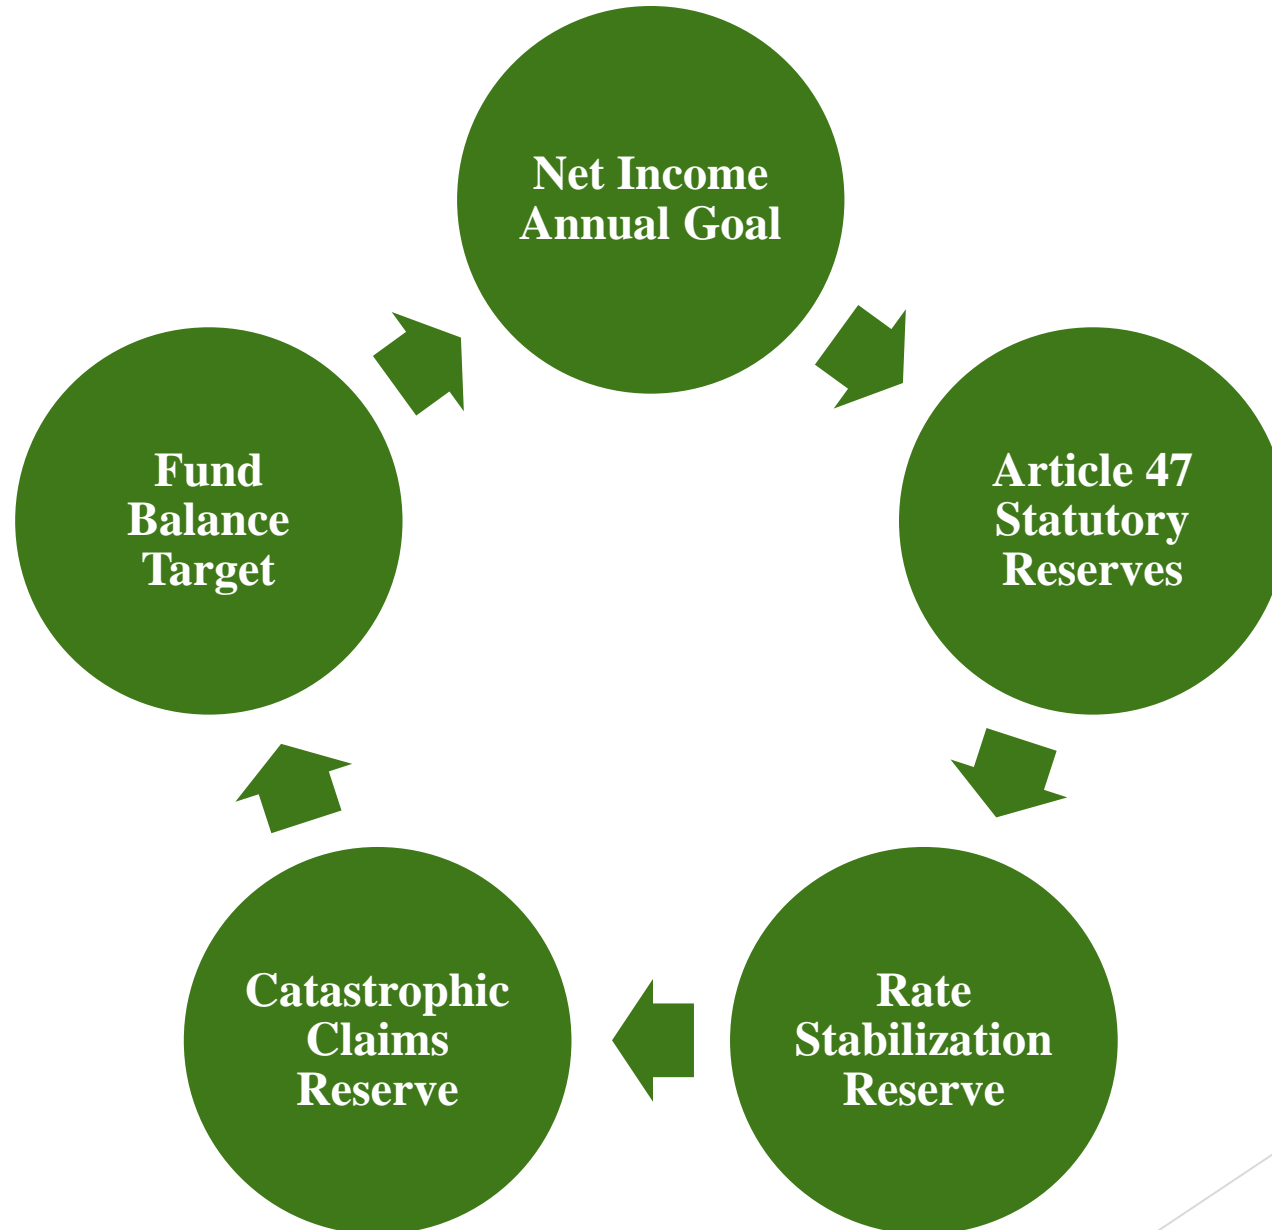 Net Income
Annual Goal
Article 47
Statutory
Reserves
Rate
Stabilization
Reserve
Catastrophic
Claims
Reserve
Fund
Balance
Target